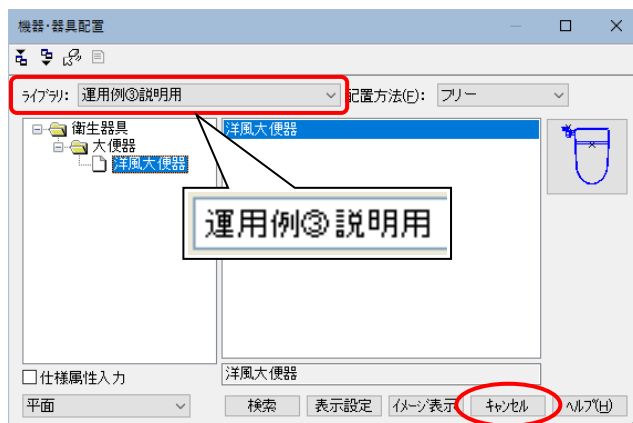 機器・器具配置
ライブラリ: 運用例③説明用 配置方法(F): フリー
衛生器具
大便器
洋風大便器
洋風大便器
運用例③説明用
洋風大便器
仕様属性入力
平面 検索 表示設定 イメージ表示 キャンセル ヘルプ(H)